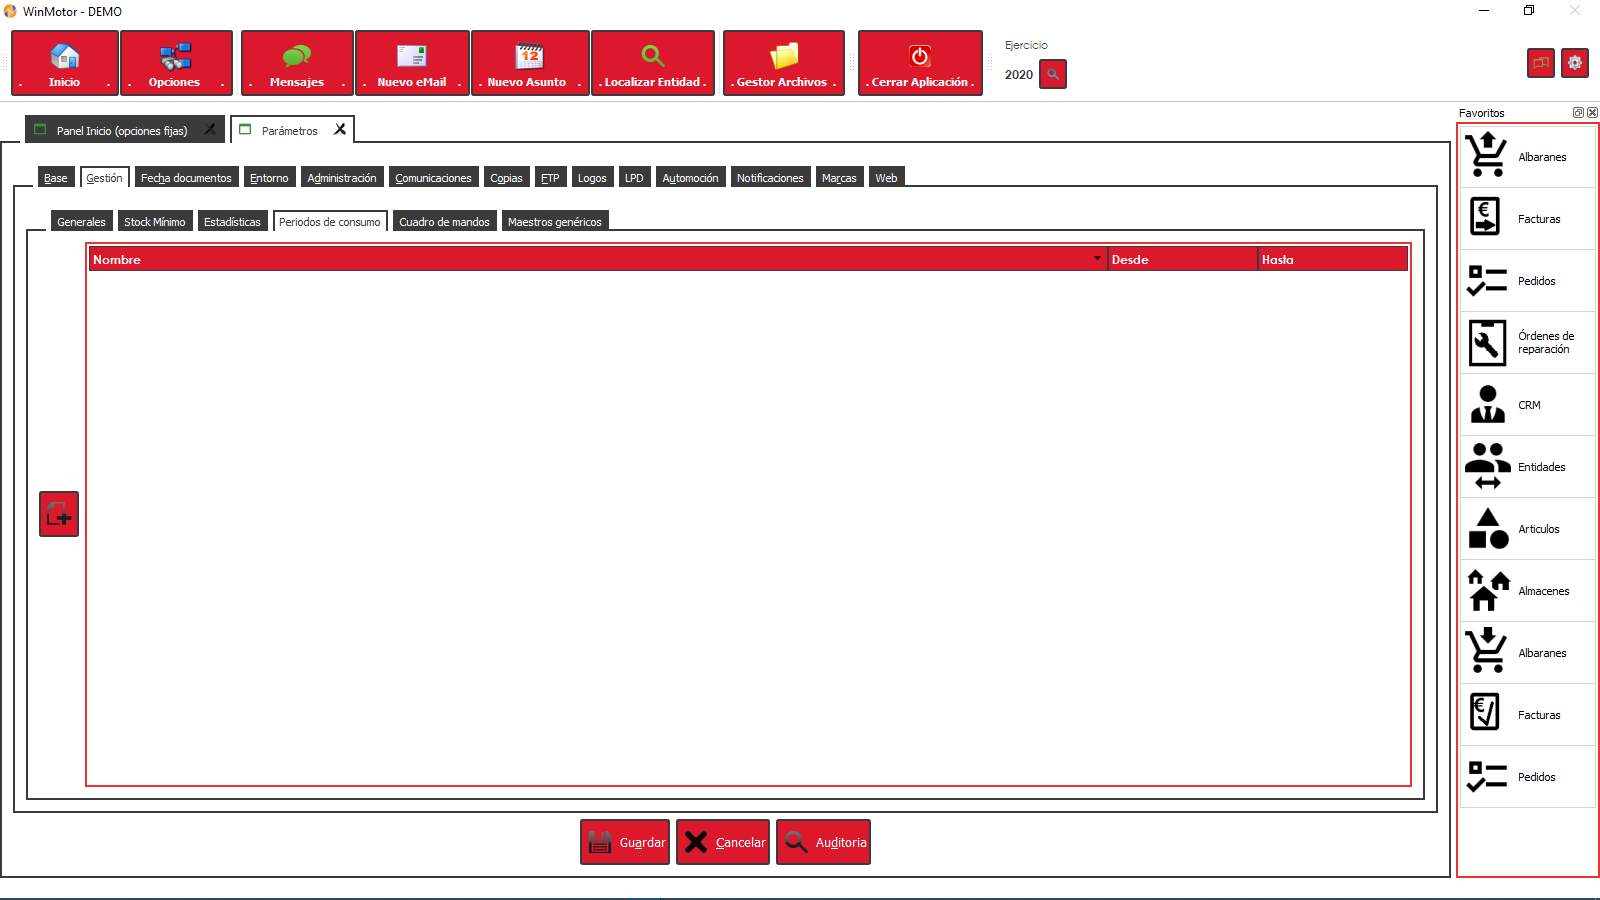 WinMotor - DEMO
. Inicio .
. Opciones .
. Mensajes .
. Nuevo eMail .
. Nuevo Asunto .
. Localizar Entidad .
. Gestor Archivos .
. Cerrar Aplicación .
Ejercicio
2020
Panel Inicio (opciones fijas)
Parámetros
Favoritos
Base
Gestión
Fecha documentos
Entorno
Administración
Comunicaciones
Copias
FTP
Logos
LPD
Automoción
Notificaciones
Marcas
Web
Generales
Stock Mínimo
Estadísticas
Periodos de consumo
Cuadro de mandos
Maestros genéricos
Nombre
Desde
Hasta
Albaranes
Facturas
Pedidos
Órdenes de
reparación
CRM
Entidades
Articulos
Almacenes
Albaranes
Facturas
Pedidos
Guardar
Cancelar
Auditoria